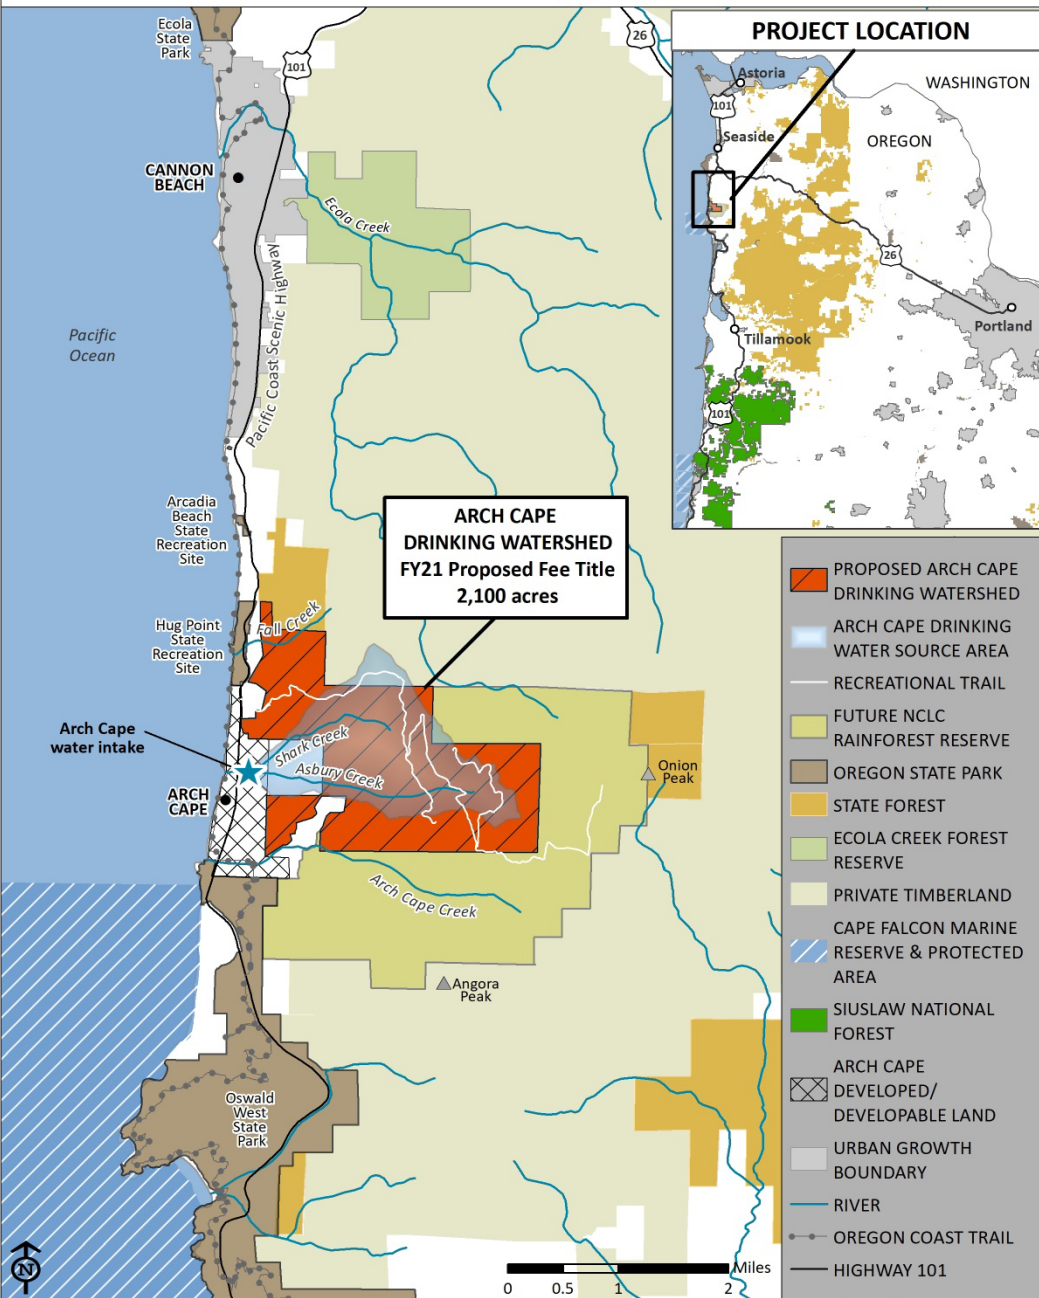 Ecola
State
Park
101
26
CANNON
BEACH
Ecola Creek
Pacific Coast Scenic Highway
Pacific
Ocean
Arcadia
Beach
State
Recreation
Site
ARCH CAPE
DRINKING WATERSHED
FY21 Proposed Fee Title
2,100 acres
Hug Point
State
Recreation
Site
Fall Creek
Arch Cape
water intake
Shark Creek
Asbury Creek
ARCH
CAPE
Onion
Peak
Arch Cape Creek
Angora
Peak
Oswald
West
State
Park
N
0 0.5 1 2 Miles
PROJECT LOCATION
Astoria
WASHINGTON
101
OREGON
Seaside
26
Portland
Tillamook
101
PROPOSED ARCH CAPE
DRINKING WATERSHED
ARCH CAPE DRINKING
WATER SOURCE AREA
RECREATIONAL TRAIL
FUTURE NCLC
RAINFOREST RESERVE
OREGON STATE PARK
STATE FOREST
ECOLA CREEK FOREST
RESERVE
PRIVATE TIMBERLAND
CAPE FALCON MARINE
RESERVE & PROTECTED
AREA
SIUSLAW NATIONAL
FOREST
ARCH CAPE
DEVELOPED/
DEVELOPABLE LAND
URBAN GROWTH
BOUNDARY
RIVER
OREGON COAST TRAIL
HIGHWAY 101